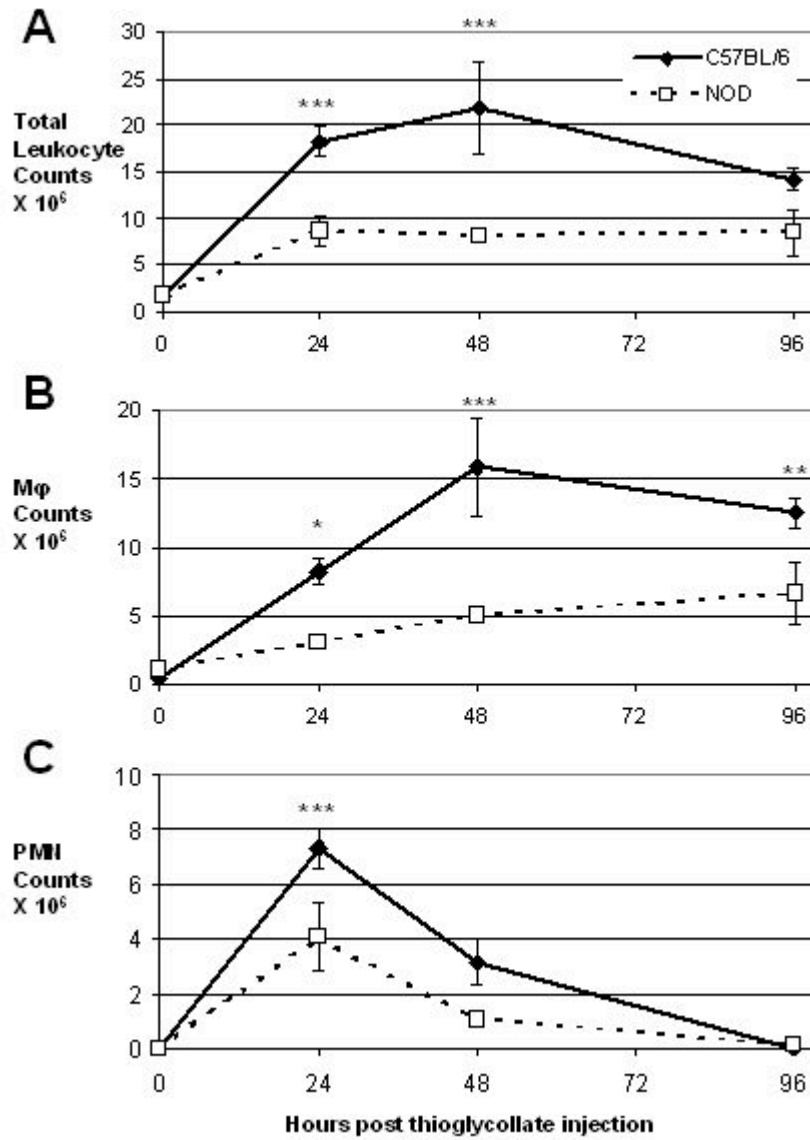 A
30
25
20
15
10
5
0
Total
Leukocyte
Counts
X 10⁶
***
***
C57BL/6
NOD
0 24 48 72 96
B
20
15
10
5
0
Mφ
Counts
X 10⁶
*
***
**
0 24 48 72 96
C
10
8
6
4
2
0
PMN
Counts
X 10⁶
***
0 24 48 72 96
Hours post thioglycollate injection